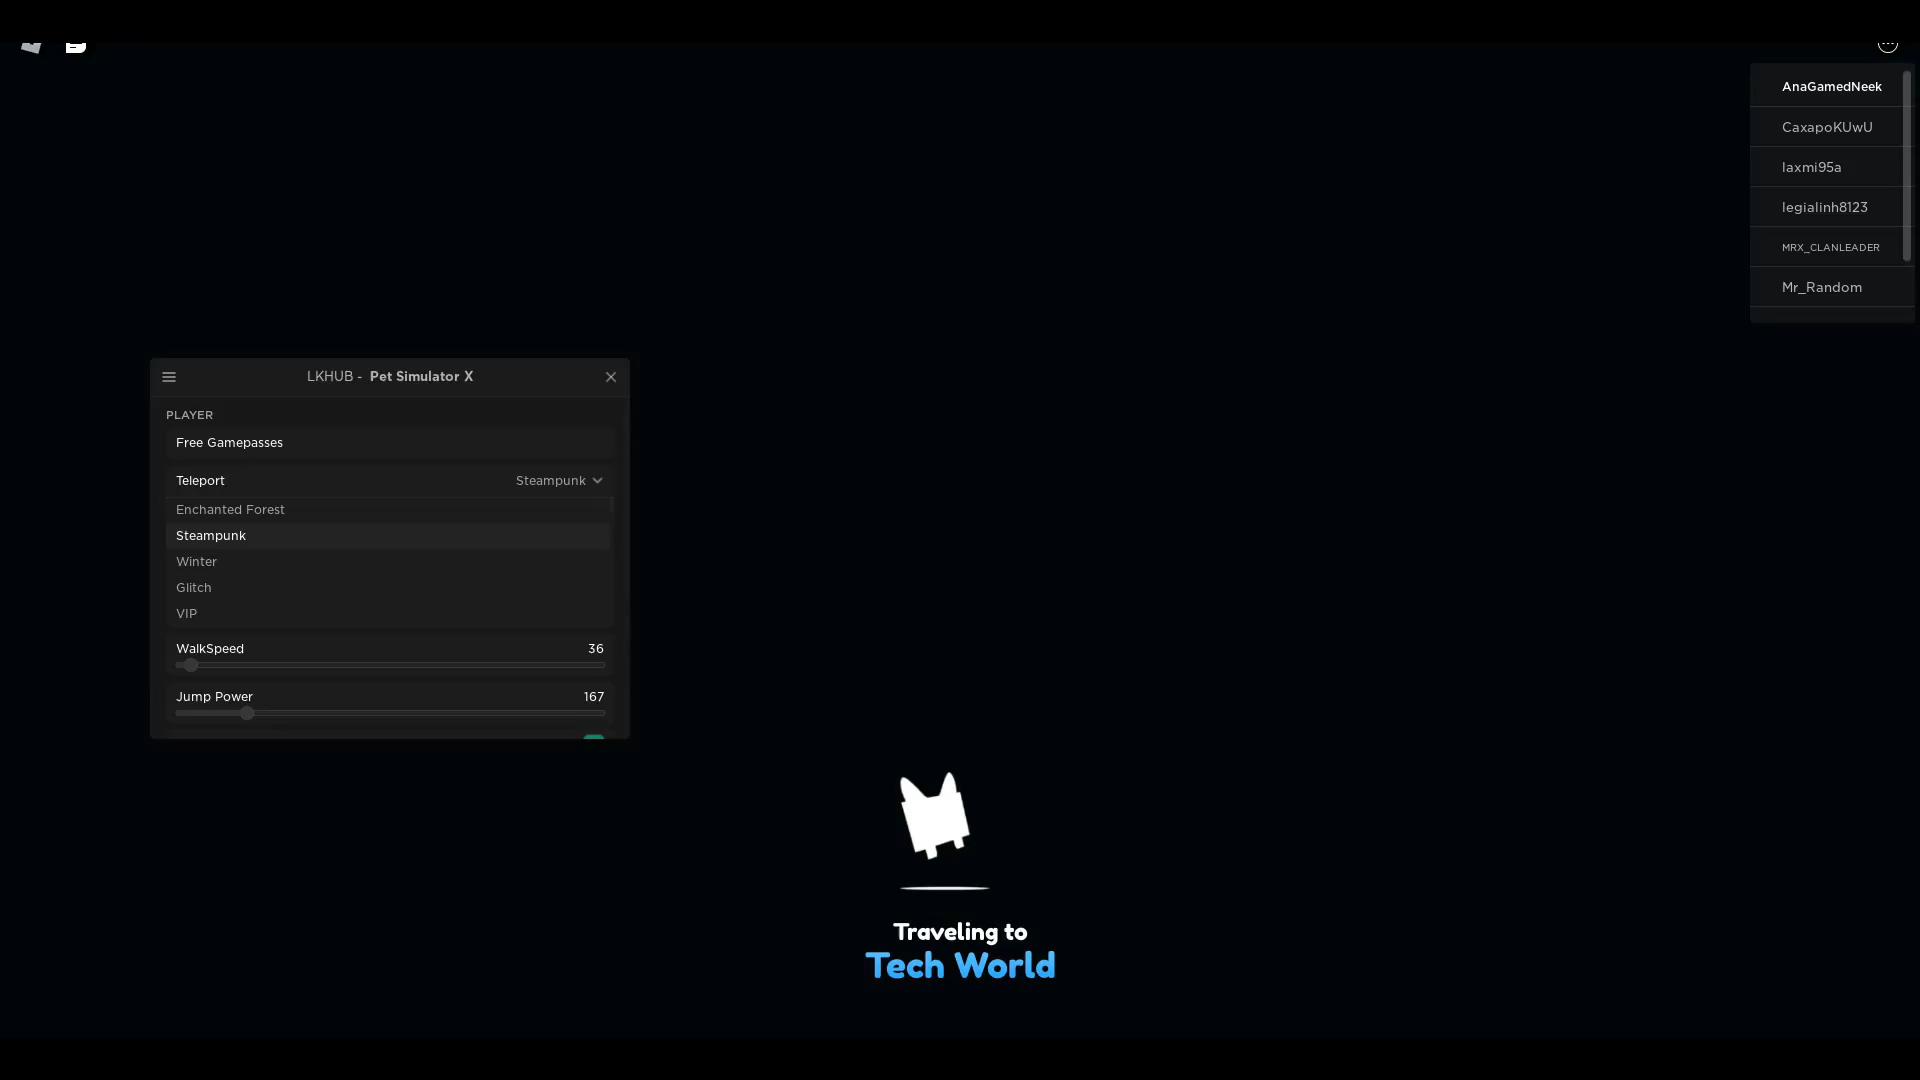 AnaGamedNeek
CaxapoKUwU
laxmi95a
legialinh8123
MRX_CLANLEADER
Mr_Random
LKHUB - Pet Simulator X
PLAYER
Free Gamepasses
Teleport Steampunk
Enchanted Forest
Steampunk
Winter
Glitch
VIP
WalkSpeed 36
Jump Power 167
Traveling to
Tech World